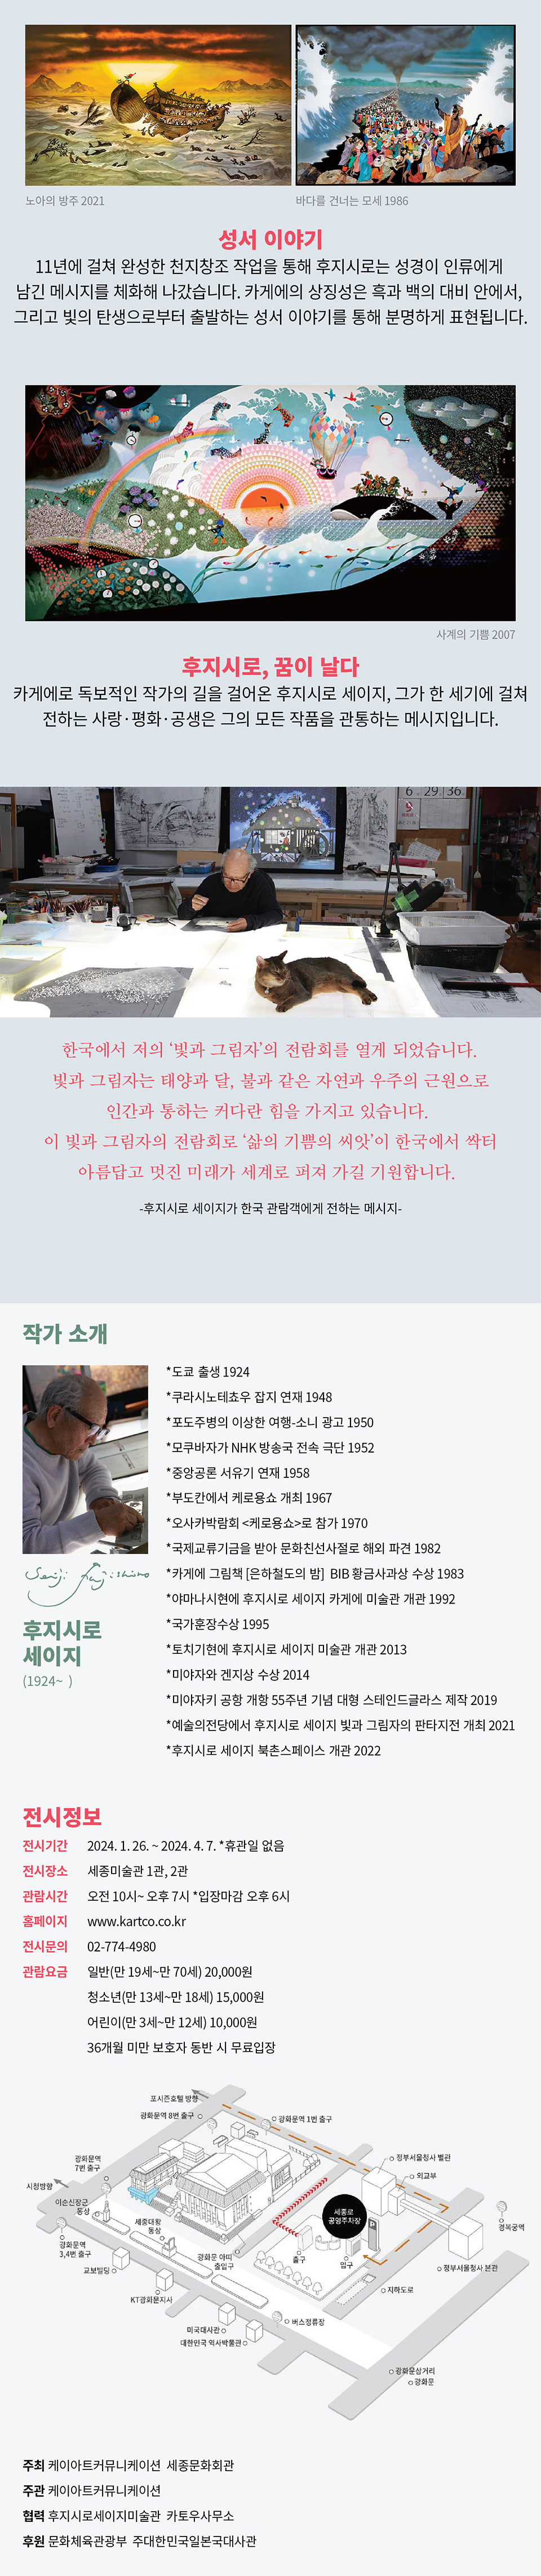 노아의 방주 2021
바다를 건너는 모세 1986
성서 이야기
11년에 걸쳐 완성한 천지창조 작업을 통해 후지시로는 성경이 인류에게
남긴 메시지를 체화해 나갔습니다. 카게에의 상징성은 흑과 백의 대비 안에서,
그리고 빛의 탄생으로부터 출발하는 성서 이야기를 통해 분명하게 표현됩니다.
사계의 기쁨 2007
후지시로, 꿈이 날다
카게에로 독보적인 작가의 길을 걸어온 후지시로 세이지, 그가 한 세기에 걸쳐
전하는 사랑·평화·공생은 그의 모든 작품을 관통하는 메시지입니다.
6 29 36
한국에서 저의 ‘빛과 그림자’의 전람회를 열게 되었습니다.
빛과 그림자는 태양과 달, 불과 같은 자연과 우주의 근원으로
인간과 통하는 커다란 힘을 가지고 있습니다.
이 빛과 그림자의 전람회로 ‘삶의 기쁨의 씨앗’이 한국에서 싹터
아름답고 멋진 미래가 세계로 퍼져 가길 기원합니다.
-후지시로 세이지가 한국 관람객에게 전하는 메시지-
작가 소개
*도쿄 출생 1924
*쿠라시노테쵸우 잡지 연재 1948
*포도주병의 이상한 여행-소니 광고 1950
*모쿠바자가 NHK 방송국 전속 극단 1952
*중앙공론 서유기 연재 1958
*부도칸에서 케로용쇼 개최 1967
*오사카박람회 <케로용쇼>로 참가 1970
*국제교류기금을 받아 문화친선사절로 해외 파견 1982
*카게에 그림책 [은하철도의 밤] BIB 황금사과상 수상 1983
*야마나시현에 후지시로 세이지 카게에 미술관 개관 1992
*국가훈장수상 1995
*토치기현에 후지시로 세이지 미술관 개관 2013
*미야자와 겐지상 수상 2014
*미야자키 공항 개항 55주년 기념 대형 스테인드글라스 제작 2019
*예술의전당에서 후지시로 세이지 빛과 그림자의 판타지전 개최 2021
*후지시로 세이지 북촌스페이스 개관 2022
Seiji Fujishiro
후지시로
세이지
(1924~ )
전시정보
전시기간 2024. 1. 26. ~ 2024. 4. 7. *휴관일 없음
전시장소 세종미술관 1관, 2관
관람시간 오전 10시~ 오후 7시 *입장마감 오후 6시
홈페이지 www.kartco.co.kr
전시문의 02-774-4980
관람요금 일반(만 19세~만 70세) 20,000원
청소년(만 13세~만 18세) 15,000원
어린이(만 3세~만 12세) 10,000원
36개월 미만 보호자 동반 시 무료입장
포시즌호텔 방향
광화문역 8번 출구
광화문역 1번 출구
광화문역
7번 출구
시청방향
이순신장군
동상
광화문역
3,4번 출구
세종대왕
동상
교보빌딩
KT광화문지사
광화문 야띠
출입구
미국대사관
대한민국 역사박물관
버스정류장
세종로
공영주차장
출구
입구
정부서울청사 별관
외교부
경복궁역
정부서울청사 본관
지하도로
광화문삼거리
광화문
주최 케이아트커뮤니케이션 세종문화회관
주관 케이아트커뮤니케이션
협력 후지시로세이지미술관 카토우사무소
후원 문화체육관광부 주대한민국일본국대사관